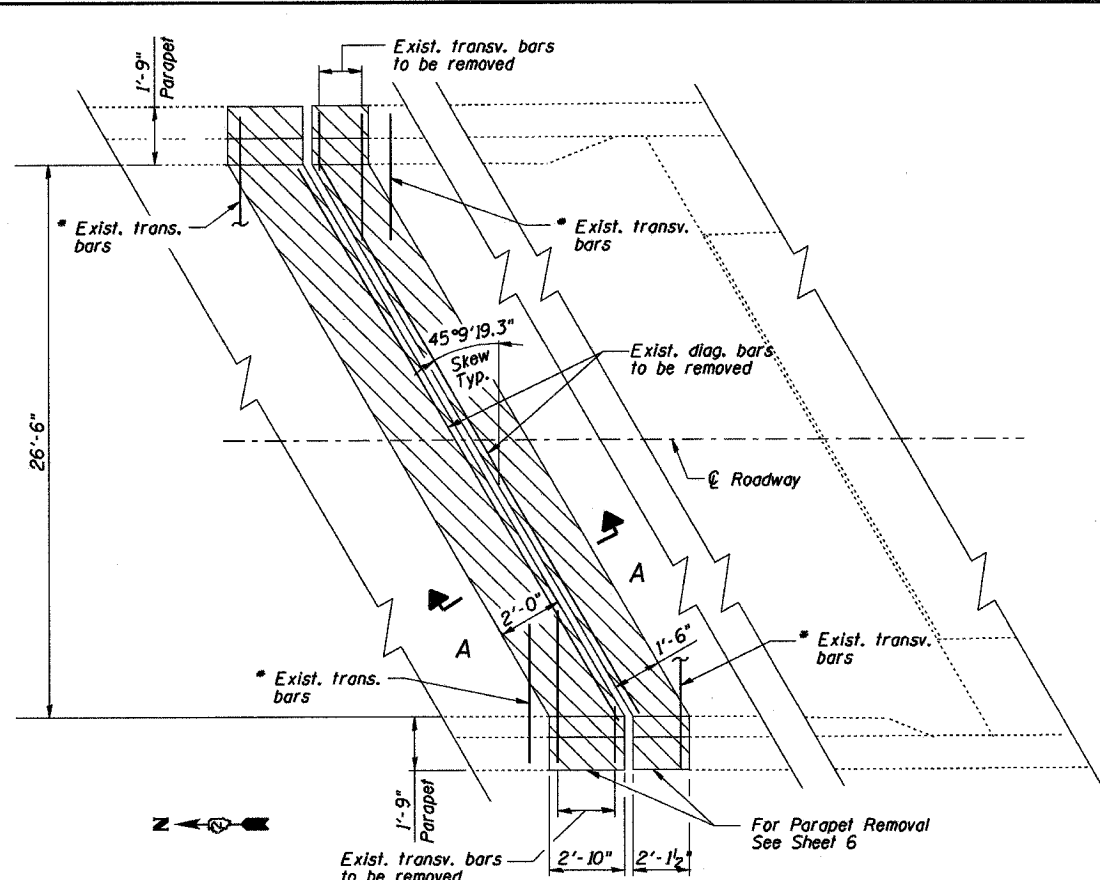 Exist. transv. bars
to be removed
1'-9"
Parapet
* Exist. trans.
bars
* Exist. transv.
bars
45°9'19.3"
Skew
Typ.
Exist. diag. bars
to be removed
26'-6"
℄ Roadway
A
2'-0"
A
1'-6"
* Exist. transv.
bars
* Exist. trans.
bars
1'-9"
Parapet
N
For Parapet Removal
See Sheet 6
Exist. transv. bars
to be removed
2'-10"
2'-1½"